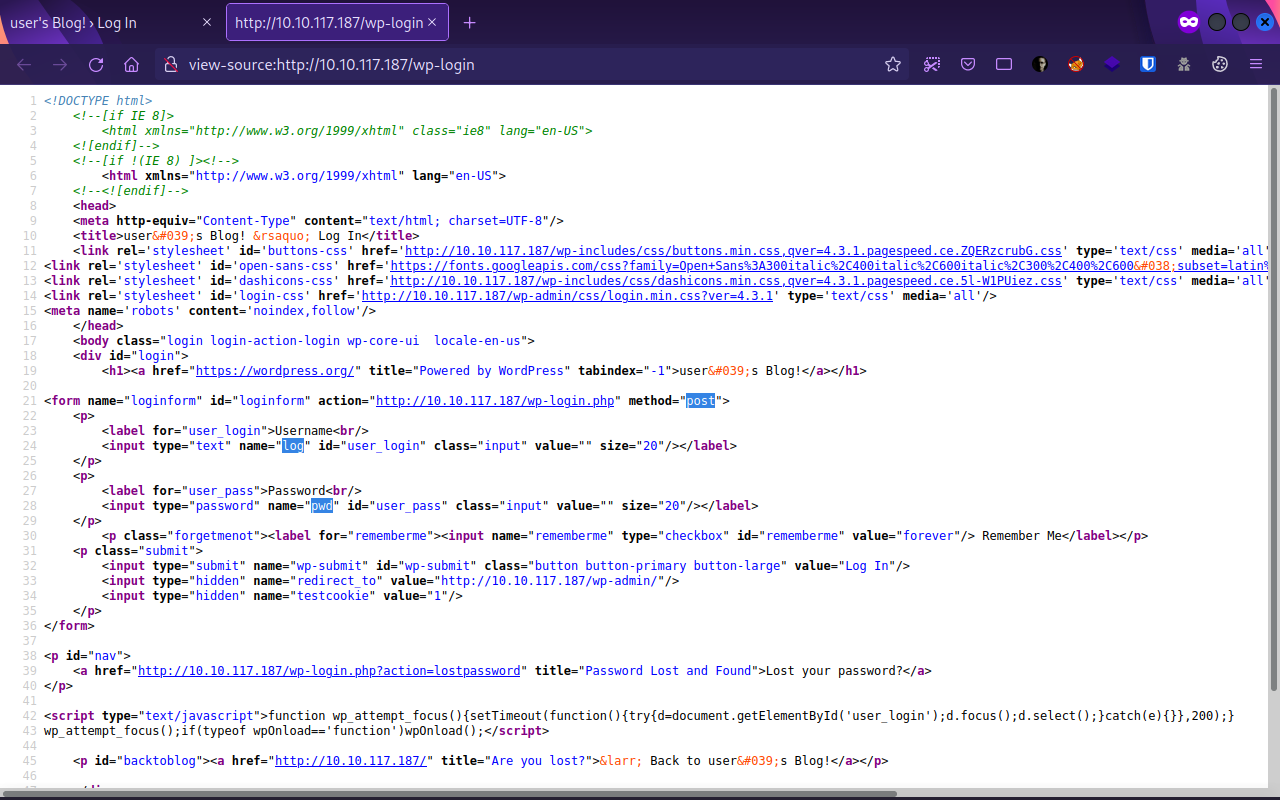 user's Blog! › Log In
http://10.10.117.187/wp-login
view-source:http://10.10.117.187/wp-login
1 <!DOCTYPE html>
2 <!--[if IE 8]>
3 <html xmlns="http://www.w3.org/1999/xhtml" class="ie8" lang="en-US">
4 <![endif]-->
5 <!--[if !(IE 8) ]><!-->
6 <html xmlns="http://www.w3.org/1999/xhtml" lang="en-US">
7 <!--<![endif]-->
8 <head>
9 <meta http-equiv="Content-Type" content="text/html; charset=UTF-8"/>
10 <title>user&#039;s Blog! &rsaquo; Log In</title>
11 <link rel='stylesheet' id='buttons-css' href='http://10.10.117.187/wp-includes/css/buttons.min.css,qver=4.3.1.pagespeed.ce.ZQERzcrubG.css' type='text/css' media='all'
12 <link rel='stylesheet' id='open-sans-css' href='https://fonts.googleapis.com/css?family=Open+Sans%3A300italic%2C400italic%2C600italic%2C300%2C400%2C600&#038;subset=latin%
13 <link rel='stylesheet' id='dashicons-css' href='http://10.10.117.187/wp-includes/css/dashicons.min.css,qver=4.3.1.pagespeed.ce.5l-W1PUiez.css' type='text/css' media='all'
14 <link rel='stylesheet' id='login-css' href='http://10.10.117.187/wp-admin/css/login.min.css?ver=4.3.1' type='text/css' media='all'/>
15 <meta name='robots' content='noindex,follow'/>
16 </head>
17 <body class="login login-action-login wp-core-ui  locale-en-us">
18 <div id="login">
19 <h1><a href="https://wordpress.org/" title="Powered by WordPress" tabindex="-1">user&#039;s Blog!</a></h1>
20
21 <form name="loginform" id="loginform" action="http://10.10.117.187/wp-login.php" method="post">
22 <p>
23 <label for="user_login">Username<br/>
24 <input type="text" name="log" id="user_login" class="input" value="" size="20"/></label>
25 </p>
26 <p>
27 <label for="user_pass">Password<br/>
28 <input type="password" name="pwd" id="user_pass" class="input" value="" size="20"/></label>
29 </p>
30 <p class="forgetmenot"><label for="rememberme"><input name="rememberme" type="checkbox" id="rememberme" value="forever"/> Remember Me</label></p>
31 <p class="submit">
32 <input type="submit" name="wp-submit" id="wp-submit" class="button button-primary button-large" value="Log In"/>
33 <input type="hidden" name="redirect_to" value="http://10.10.117.187/wp-admin/"/>
34 <input type="hidden" name="testcookie" value="1"/>
35 </p>
36 </form>
37
38 <p id="nav">
39 <a href="http://10.10.117.187/wp-login.php?action=lostpassword" title="Password Lost and Found">Lost your password?</a>
40 </p>
41
42 <script type="text/javascript">function wp_attempt_focus(){setTimeout(function(){try{d=document.getElementById('user_login');d.focus();d.select();}catch(e){}},200);}
43 wp_attempt_focus();if(typeof wpOnload=='function')wpOnload();</script>
44
45 <p id="backtoblog"><a href="http://10.10.117.187/" title="Are you lost?">&larr; Back to user&#039;s Blog!</a></p>
46